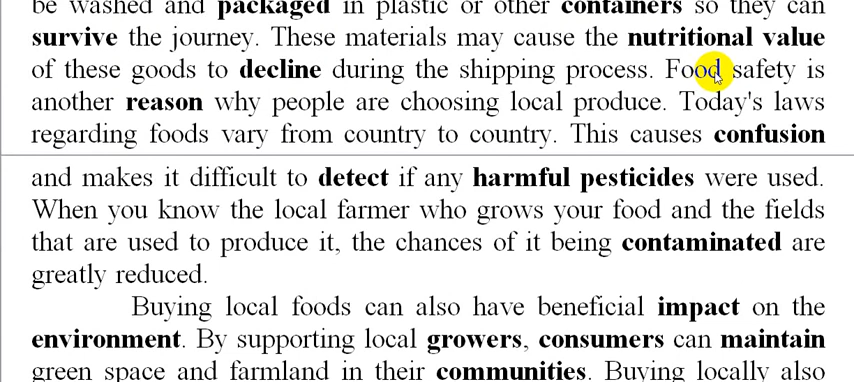 be washed and packaged in plastic or other containers so they can
survive the journey. These materials may cause the nutritional value
of these goods to decline during the shipping process. Food safety is
another reason why people are choosing local produce. Today's laws
regarding foods vary from country to country. This causes confusion
and makes it difficult to detect if any harmful pesticides were used.
When you know the local farmer who grows your food and the fields
that are used to produce it, the chances of it being contaminated are
greatly reduced.
Buying local foods can also have beneficial impact on the
environment. By supporting local growers, consumers can maintain
green space and farmland in their communities. Buying locally also